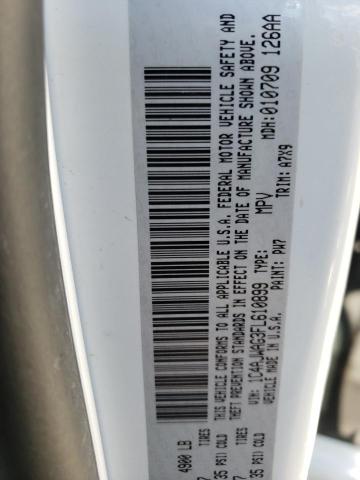 4900 LB
TIRES
35 PSI) COLD
TIRES
35 PSI) COLD
THIS VEHICLE CONFORMS TO ALL APPLICABLE U.S.A. FEDERAL MOTOR VEHICLE SAFETY AND
THEFT PREVENTION STANDARDS IN EFFECT ON THE DATE OF MANUFACTURE SHOWN ABOVE.
VIN: 1C4AJWAG3FL610899 TYPE: MPV MDH:010709 126AA
VEHICLE MADE IN U.S.A. PAINT: PW7 TRIM: A7X9